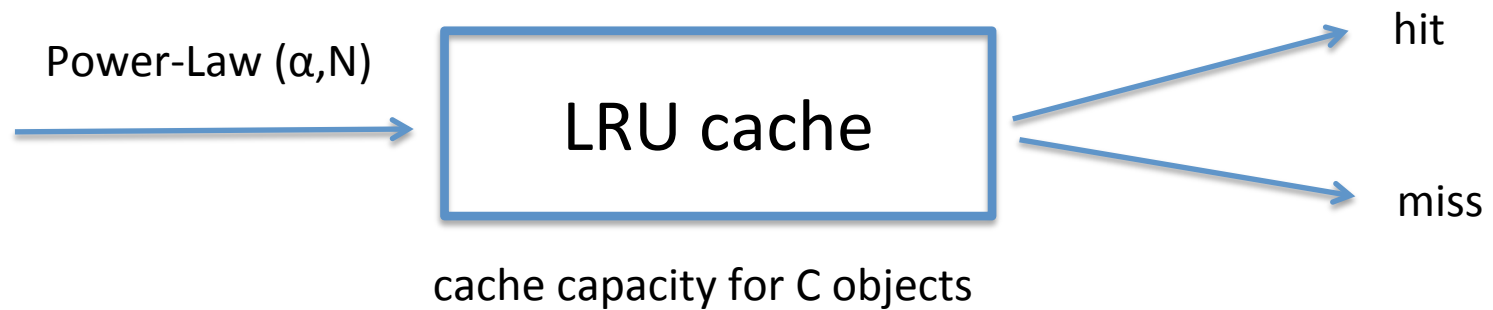 Power-Law (α,N)
LRU cache
hit
miss
cache capacity for C objects